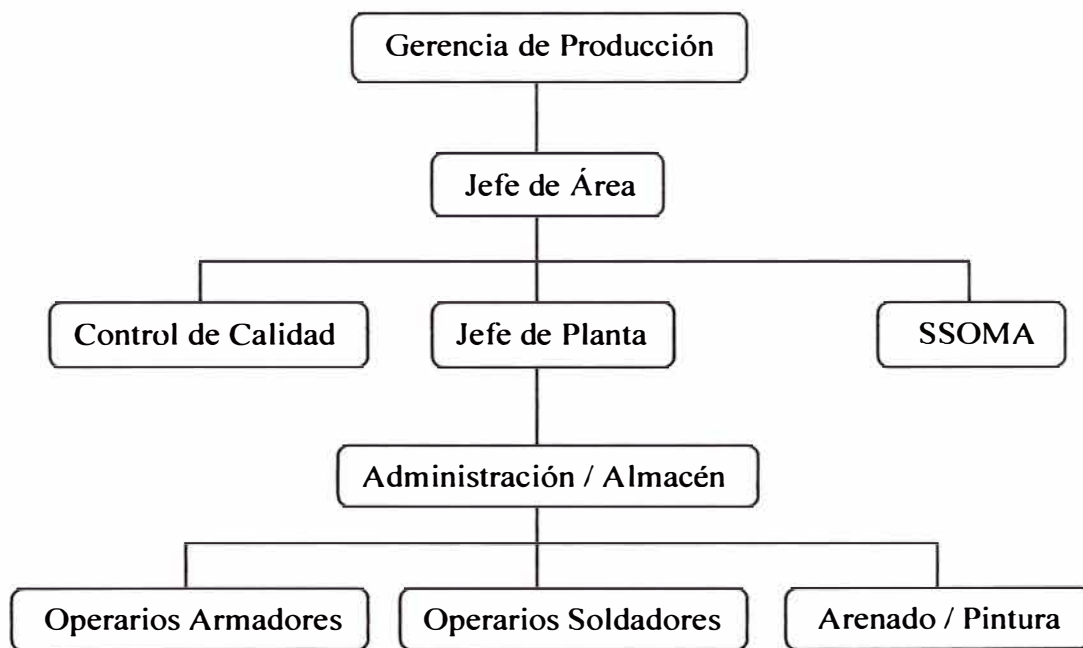 Gerencia de Producción
Jefe de Área
Control de Calidad
Jefe de Planta
SSOMA
Administración / Almacén
Operarios Armadores
Operarios Soldadores
Arenado / Pintura